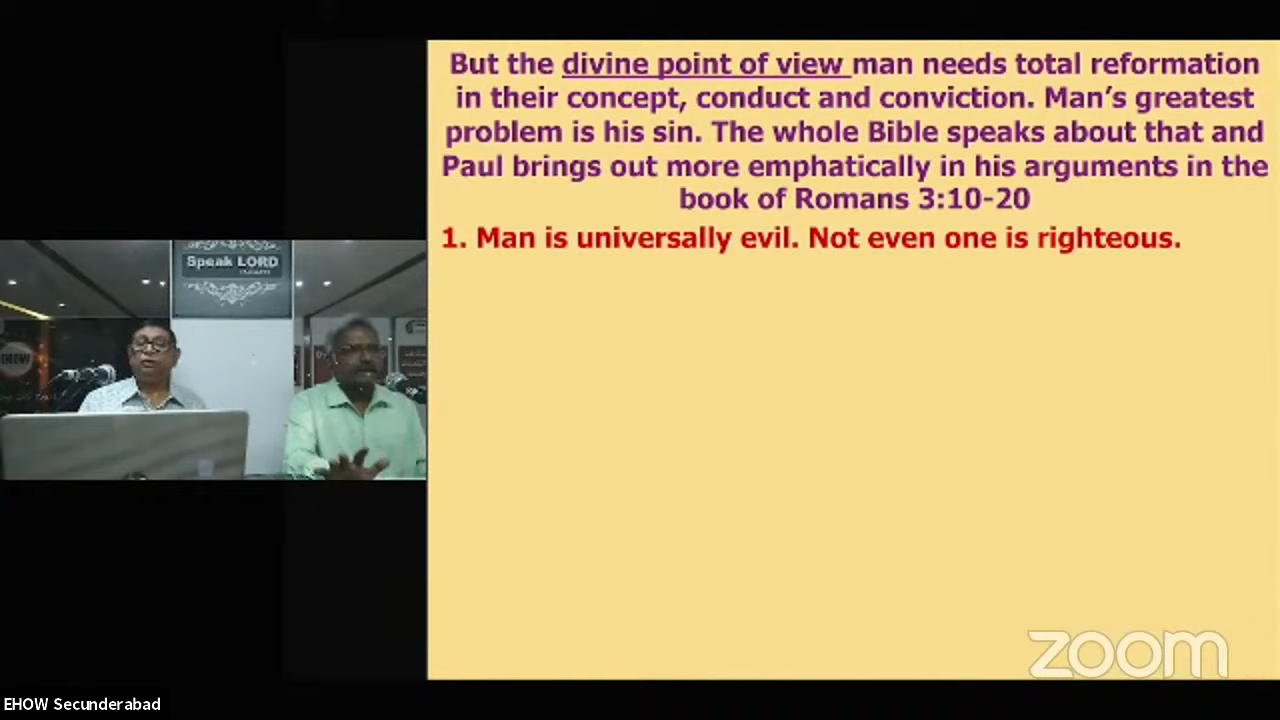 But the divine point of view man needs total reformation
in their concept, conduct and conviction. Man’s greatest
problem is his sin. The whole Bible speaks about that and
Paul brings out more emphatically in his arguments in the
book of Romans 3:10-20
1. Man is universally evil. Not even one is righteous.
Speak LORD
EHOW
zoom
EHOW Secunderabad